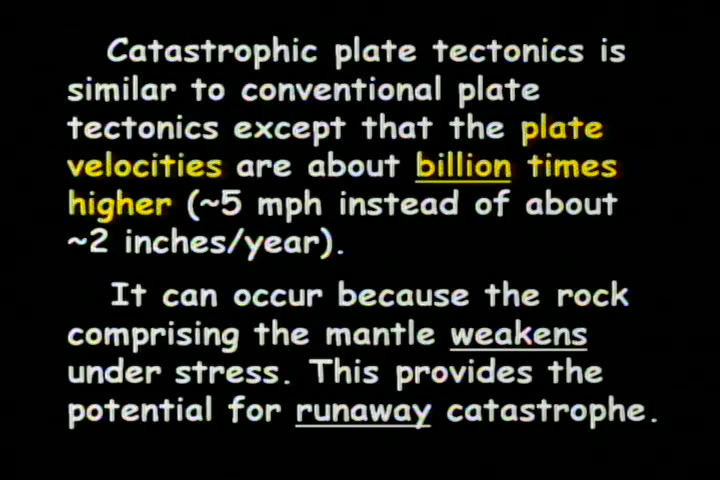 Catastrophic plate tectonics is
similar to conventional plate
tectonics except that the plate
velocities are about billion times
higher (~5 mph instead of about
~2 inches/year).
It can occur because the rock
comprising the mantle weakens
under stress. This provides the
potential for runaway catastrophe.